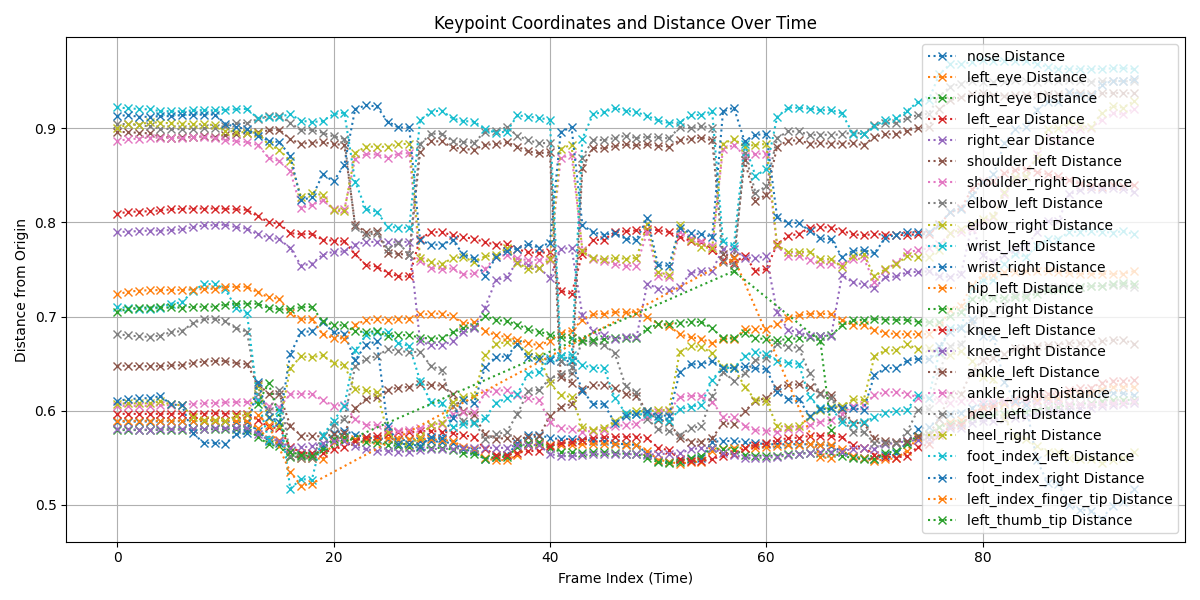 Keypoint Coordinates and Distance Over Time
Distance from Origin
0.9
0.8
0.7
0.6
0.5
0
20
40
60
80
Frame Index (Time)
nose Distance
left_eye Distance
right_eye Distance
left_ear Distance
right_ear Distance
shoulder_left Distance
shoulder_right Distance
elbow_left Distance
elbow_right Distance
wrist_left Distance
wrist_right Distance
hip_left Distance
hip_right Distance
knee_left Distance
knee_right Distance
ankle_left Distance
ankle_right Distance
heel_left Distance
heel_right Distance
foot_index_left Distance
foot_index_right Distance
left_index_finger_tip Distance
left_thumb_tip Distance